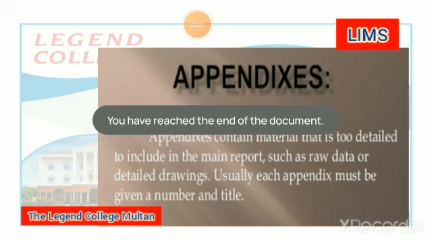 LEGEND
LIMS
COLL
APPENDIXES:
You have reached the end of the document.
Appendixes contain material that is too detailed
to include in the main report, such as raw data or
detailed drawings. Usually each appendix must be
given a number and title.
The Legend College Multan
XRecorder